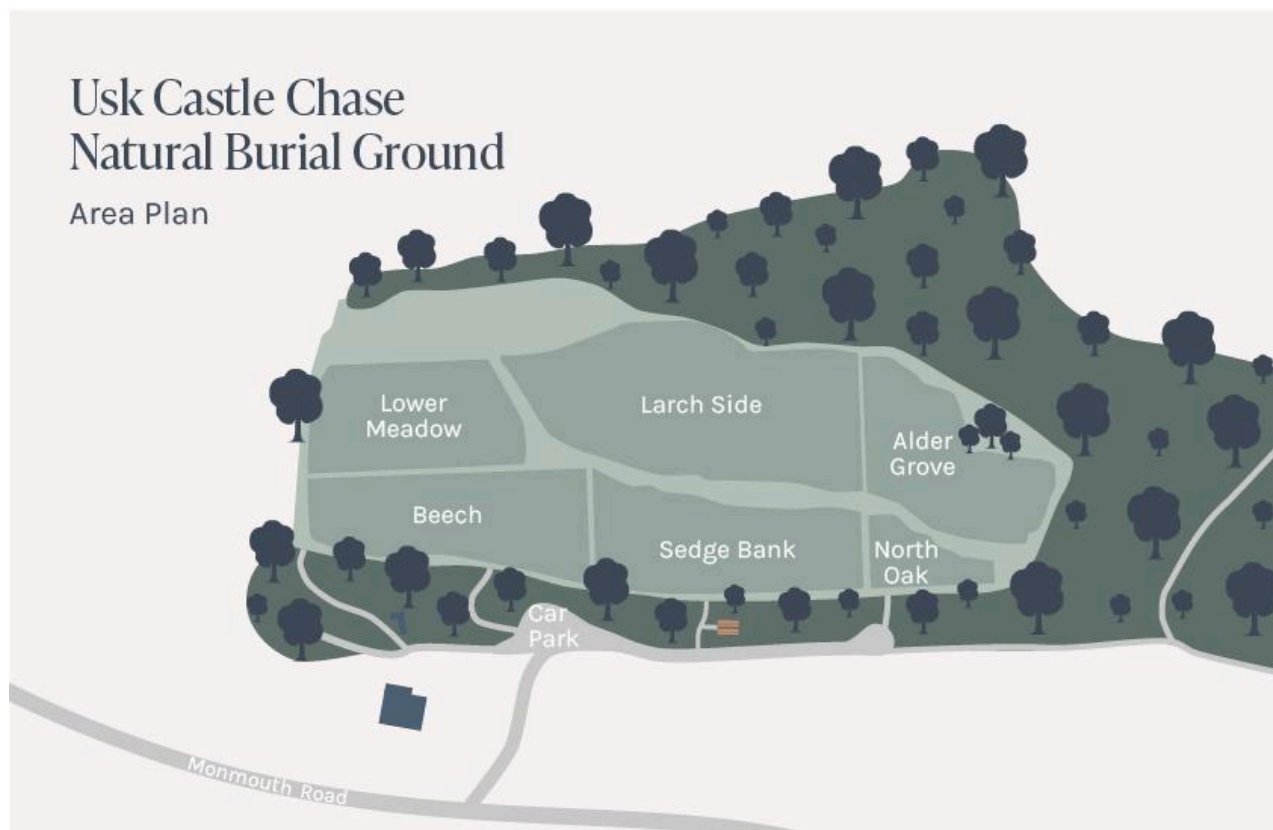 Usk Castle Chase
Natural Burial Ground
Area Plan
Lower
Meadow
Larch Side
Alder
Grove
Beech
Sedge Bank
North
Oak
Car
Park
Monmouth Road